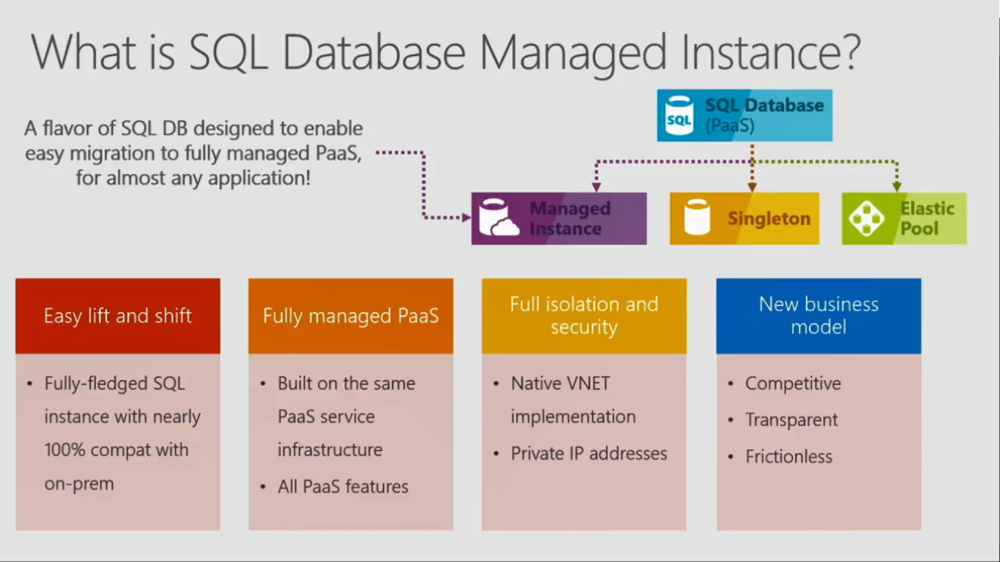 What is SQL Database Managed Instance?
SQL Database
(PaaS)
SQL
A flavor of SQL DB designed to enable
easy migration to fully managed PaaS,
for almost any application!
Managed
Instance
Singleton
Elastic
Pool
Easy lift and shift
• Fully-fledged SQL
instance with nearly
100% compat with
on-prem
Fully managed PaaS
• Built on the same
PaaS service
infrastructure
• All PaaS features
Full isolation and
security
• Native VNET
implementation
• Private IP addresses
New business
model
• Competitive
• Transparent
• Frictionless